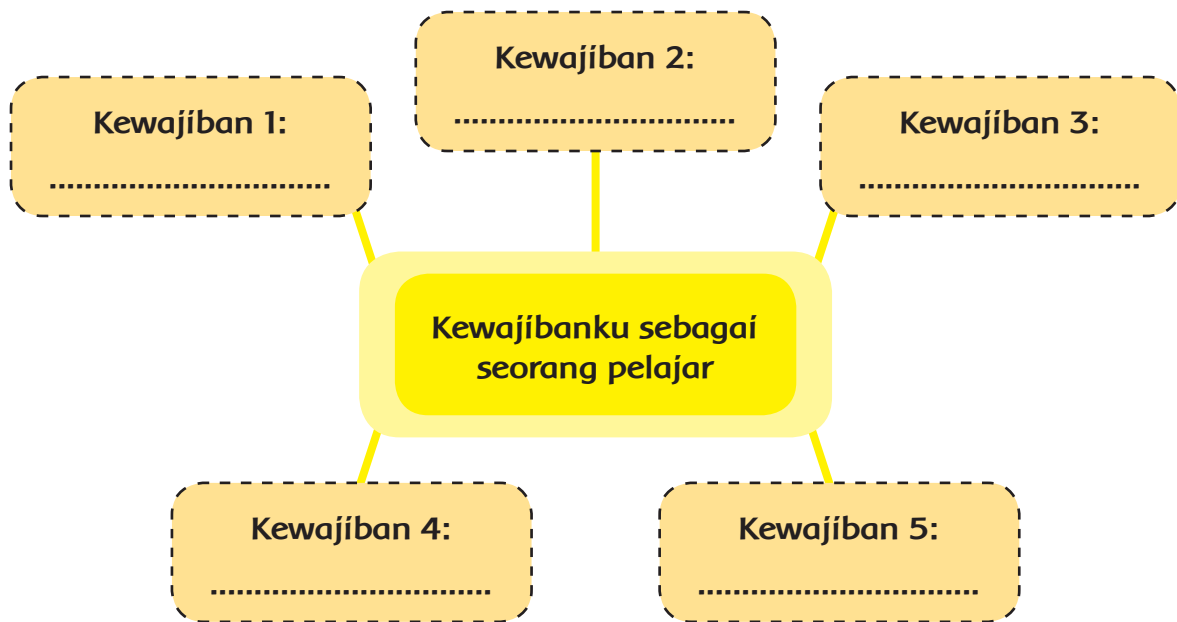 Kewajiban 1:
................................
Kewajiban 2:
................................
Kewajiban 3:
................................
Kewajibanku sebagai
seorang pelajar
Kewajiban 4:
................................
Kewajiban 5:
................................